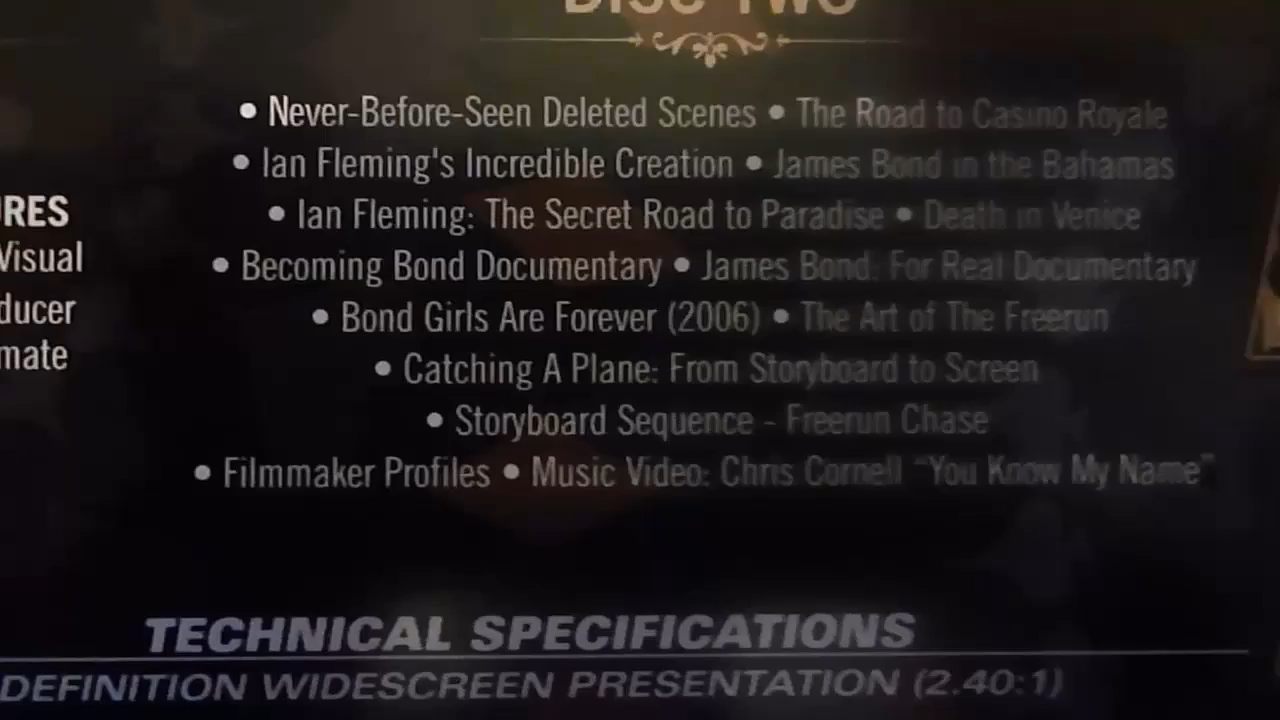 DISC TWO
• Never-Before-Seen Deleted Scenes • The Road to Casino Royale
• Ian Fleming's Incredible Creation • James Bond in the Bahamas
• Ian Fleming: The Secret Road to Paradise • Death in Venice
• Becoming Bond Documentary • James Bond: For Real Documentary
• Bond Girls Are Forever (2006) • The Art of The Freerun
• Catching A Plane: From Storyboard to Screen
• Storyboard Sequence - Freerun Chase
• Filmmaker Profiles • Music Video: Chris Cornell "You Know My Name"
URES
Visual
ducer
mate
TECHNICAL SPECIFICATIONS
DEFINITION WIDESCREEN PRESENTATION (2.40:1)